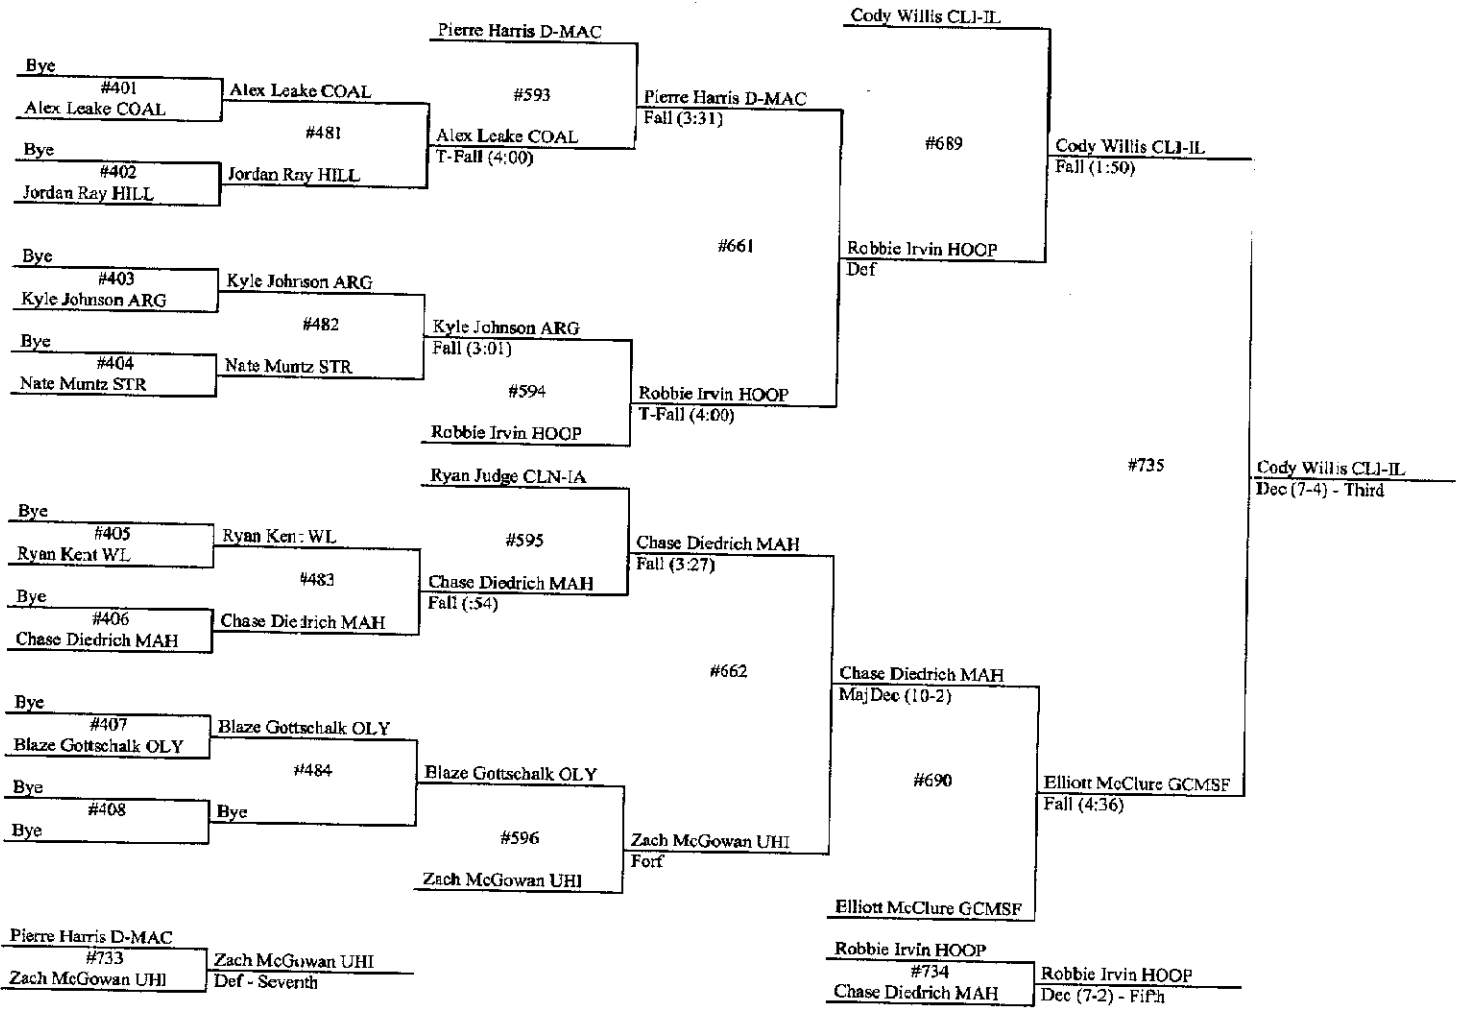 Cody Willis CLI-IL
Pierre Harris D-MAC
Bye
#401
Alex Leake COAL
Alex Leake COAL
#481
Bye
#402
Jordan Ray HILL
Jordan Ray HILL
#593
Alex Leake COAL
T-Fall (4:00)
Pierre Harris D-MAC
Fall (3:31)
#689
Cody Willis CLI-IL
Fall (1:50)
#661
Robbie Irvin HOOP
Def
Bye
#403
Kyle Johnson ARG
Kyle Johnson ARG
#482
Bye
#404
Nate Muntz STR
Nate Muntz STR
Kyle Johnson ARG
Fall (3:01)
#594
Robbie Irvin HOOP
Robbie Irvin HOOP
T-Fall (4:00)
#735
Cody Willis CLI-IL
Dec (7-4) - Third
Ryan Judge CLN-IA
Bye
#405
Ryan Kent WL
Ryan Kent WL
#483
Bye
#406
Chase Diedrich MAH
Chase Diedrich MAH
#595
Chase Diedrich MAH
Fall (:54)
Chase Diedrich MAH
Fall (3:27)
#662
Chase Diedrich MAH
MajDec (10-2)
Bye
#407
Blaze Gottschalk OLY
Blaze Gottschalk OLY
#484
Bye
#408
Bye
Bye
Blaze Gottschalk OLY
#596
Zach McGowan UHI
Zach McGowan UHI
Forf
#690
Elliott McClure GCMSF
Fall (4:36)
Elliott McClure GCMSF
Pierre Harris D-MAC
#733
Zach McGowan UHI
Zach McGowan UHI
Def - Seventh
Robbie Irvin HOOP
#734
Chase Diedrich MAH
Robbie Irvin HOOP
Dec (7-2) - Fifth